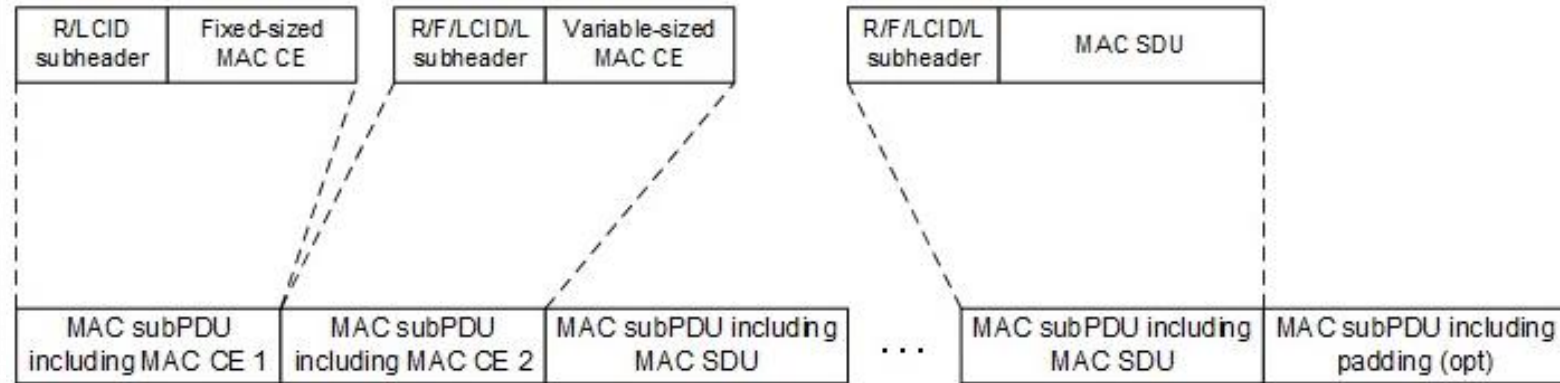 R/LCID
subheader
Fixed-sized
MAC CE
R/F/LCID/L
subheader
Variable-sized
MAC CE
R/F/LCID/L
subheader
MAC SDU
MAC subPDU
including MAC CE 1
MAC subPDU
including MAC CE 2
MAC subPDU including
MAC SDU
...
MAC subPDU including
MAC SDU
MAC subPDU including
padding (opt)